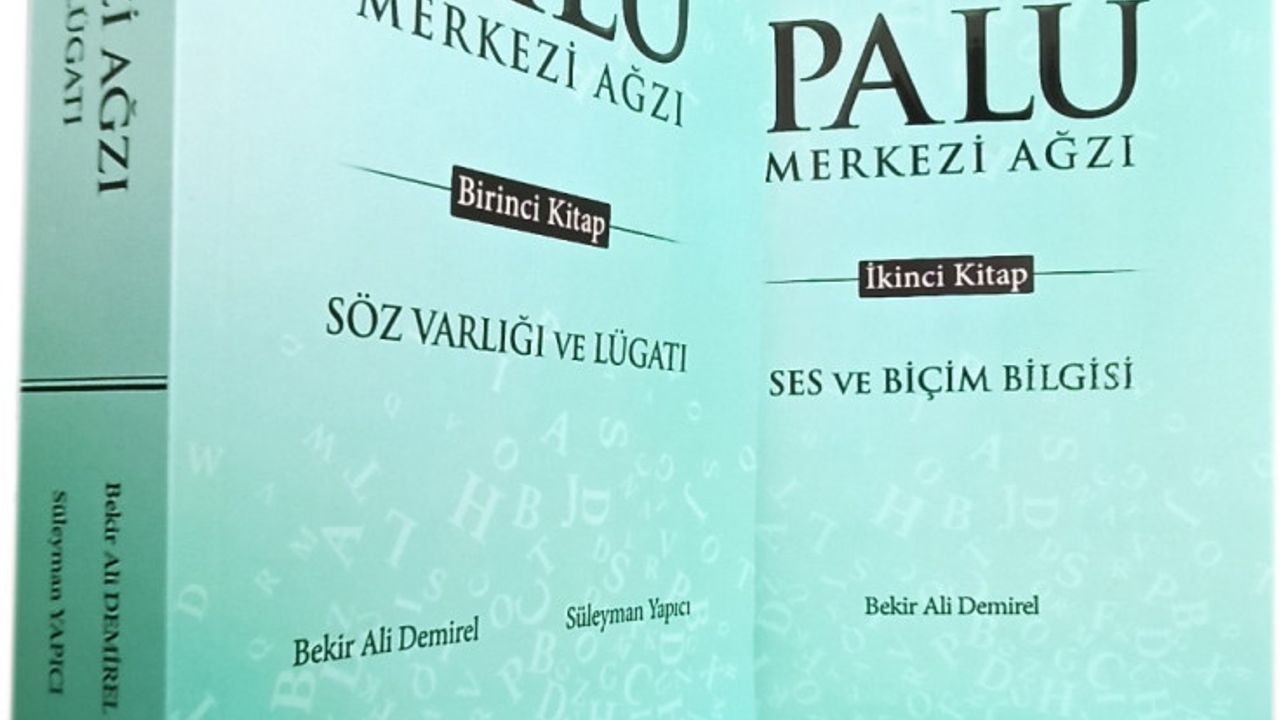 AĞZI
LÜGATI
Bekir Ali DEMİREL
Süleyman YAPICI
MERKEZİ AĞZI
Birinci Kitap
SÖZ VARLIĞI VE LÜGATI
Bekir Ali Demirel
Süleyman Yapıcı
PALU
MERKEZİ AĞZI
İkinci Kitap
SES VE BİÇİM BİLGİSİ
Bekir Ali Demirel